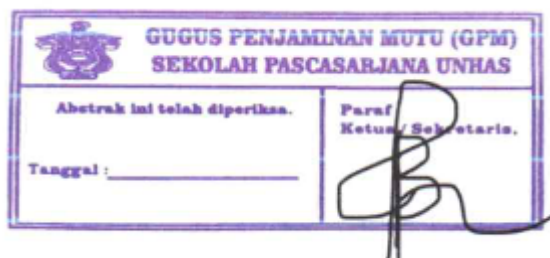 GUGUS PENJAMINAN MUTU (GPM)
SEKOLAH PASCASARJANA UNHAS
Abstrak ini telah diperiksa.
Tanggal :
Paraf
Ketua / Sekretaris.